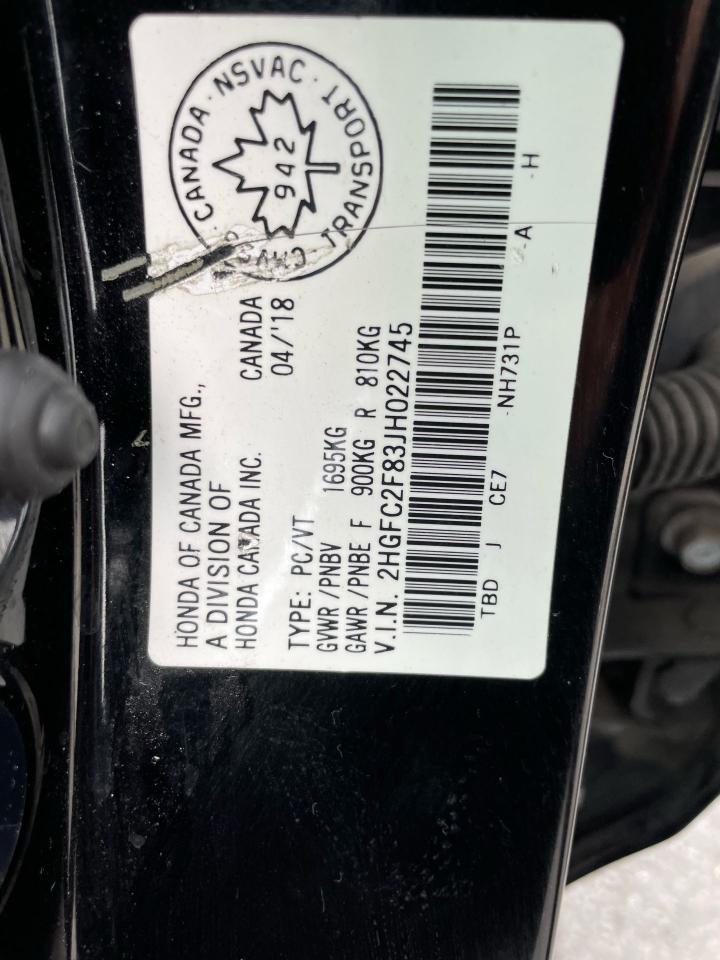 HONDA OF CANADA MFG.,
A DIVISION OF
HONDA CANADA INC.
CANADA
04/'18
TYPE: PC/VT
GVWR/PNBV 1695KG
GAWR/PNBE F 900KG R 810KG
V.I.N. 2HGFC2F83JH022745
TBD J CE7 -NH731P -A -H
CANADA · NSVAC · TRANSPORT
942